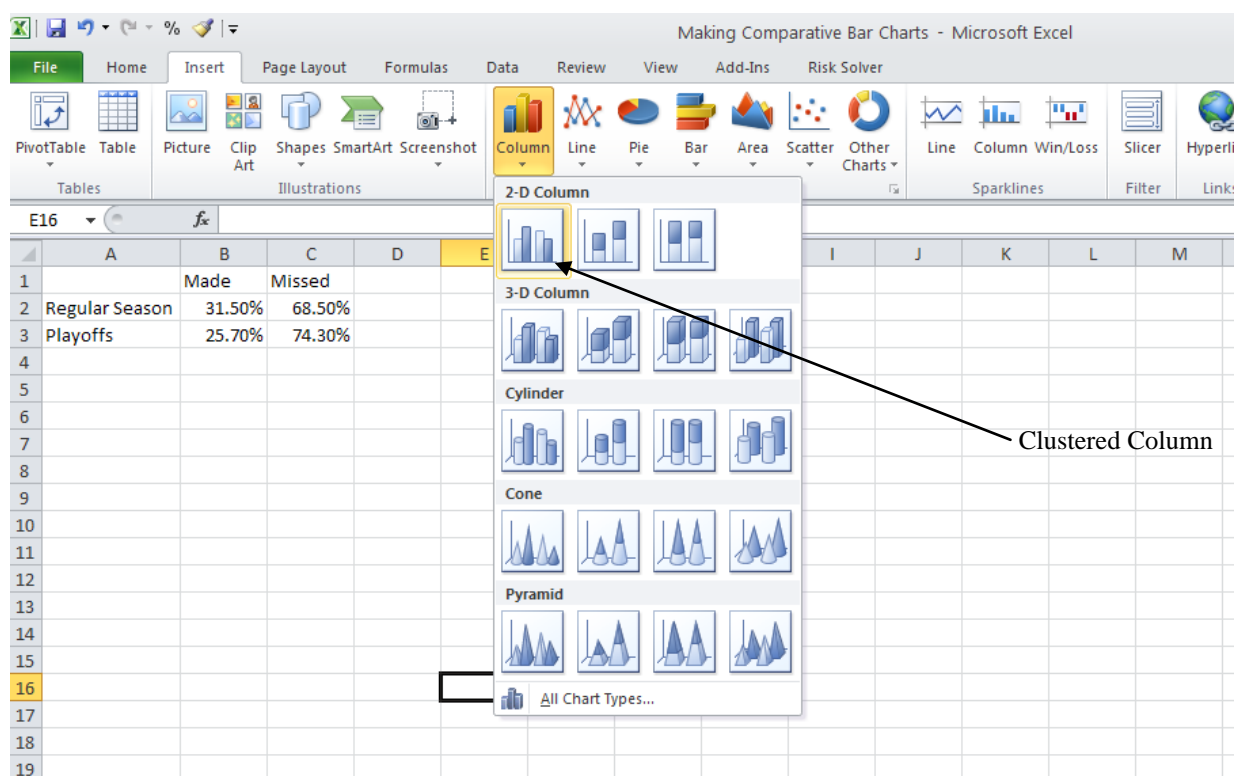 %
Making Comparative Bar Charts - Microsoft Excel
File Home Insert Page Layout Formulas Data Review View Add-Ins Risk Solver
PivotTable Table Picture Clip Art Shapes SmartArt Screenshot Column Line Pie Bar Area Scatter Other Charts Line Column Win/Loss Slicer
Tables Illustrations Sparklines Filter
E16 fx
2-D Column
A B C D E I J K L M
1 Made Missed
2 Regular Season 31.50% 68.50%
3 Playoffs 25.70% 74.30%
3-D Column
4
5
Cylinder
6
7
Clustered Column
8
9
Cone
10
11
12
13
Pyramid
14
15
16
All Chart Types...
17
18
19